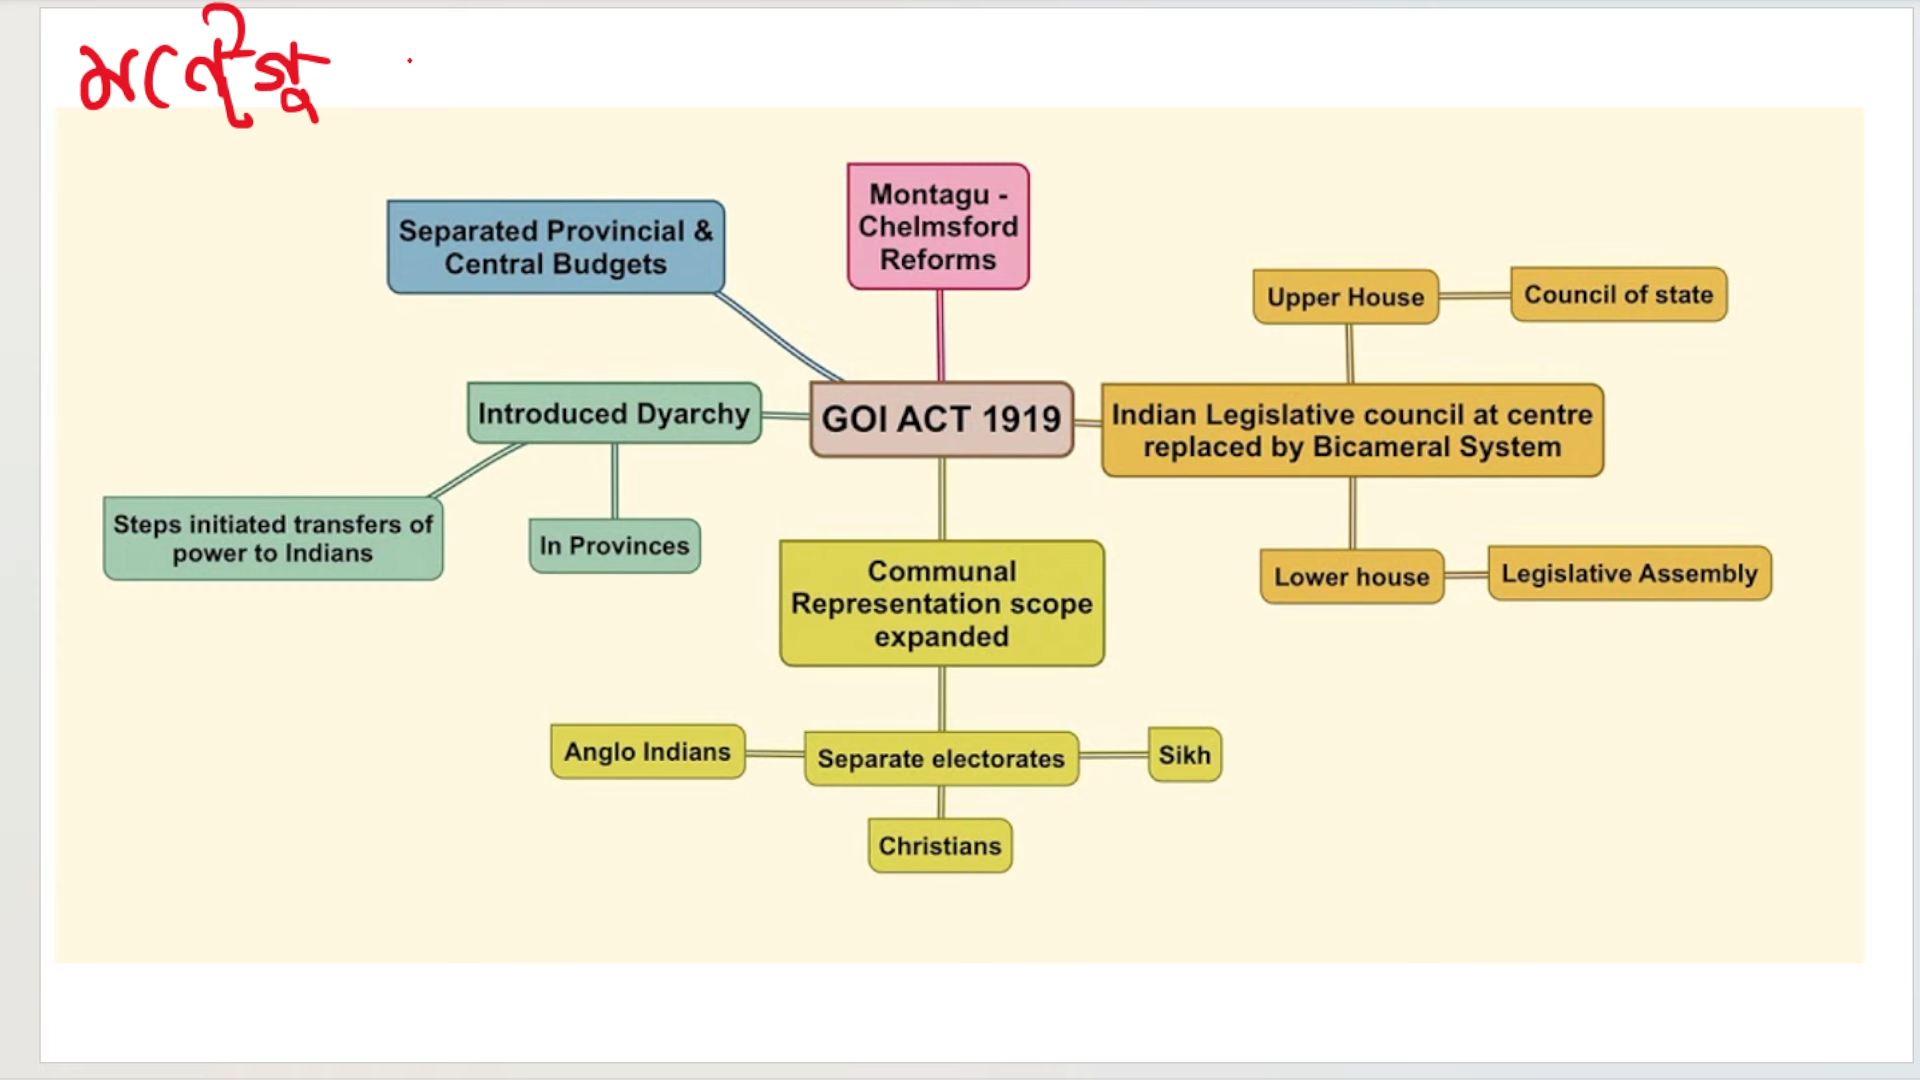 Montagu -
Chelmsford
Reforms
Separated Provincial &
Central Budgets
Upper House
Council of state
Introduced Dyarchy
GOI ACT 1919
Indian Legislative council at centre
replaced by Bicameral System
Steps initiated transfers of
power to Indians
In Provinces
Lower house
Legislative Assembly
Communal
Representation scope
expanded
Anglo Indians
Separate electorates
Sikh
Christians